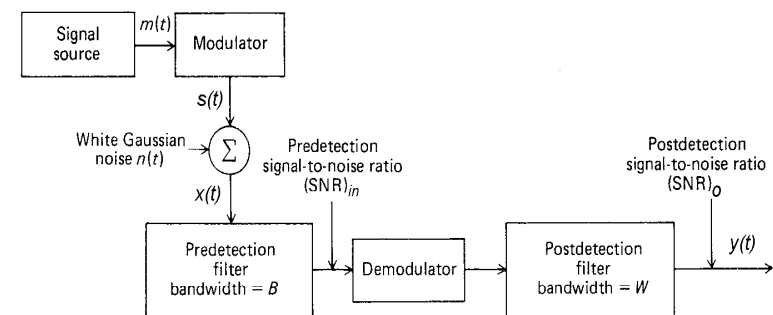 Signal
source
m(t)
Modulator
s(t)
White Gaussian
noise n(t)
Σ
x(t)
Predetection
signal-to-noise ratio
(SNR)in
Postdetection
signal-to-noise ratio
(SNR)o
Predetection
filter
bandwidth = B
Demodulator
Postdetection
filter
bandwidth = W
y(t)